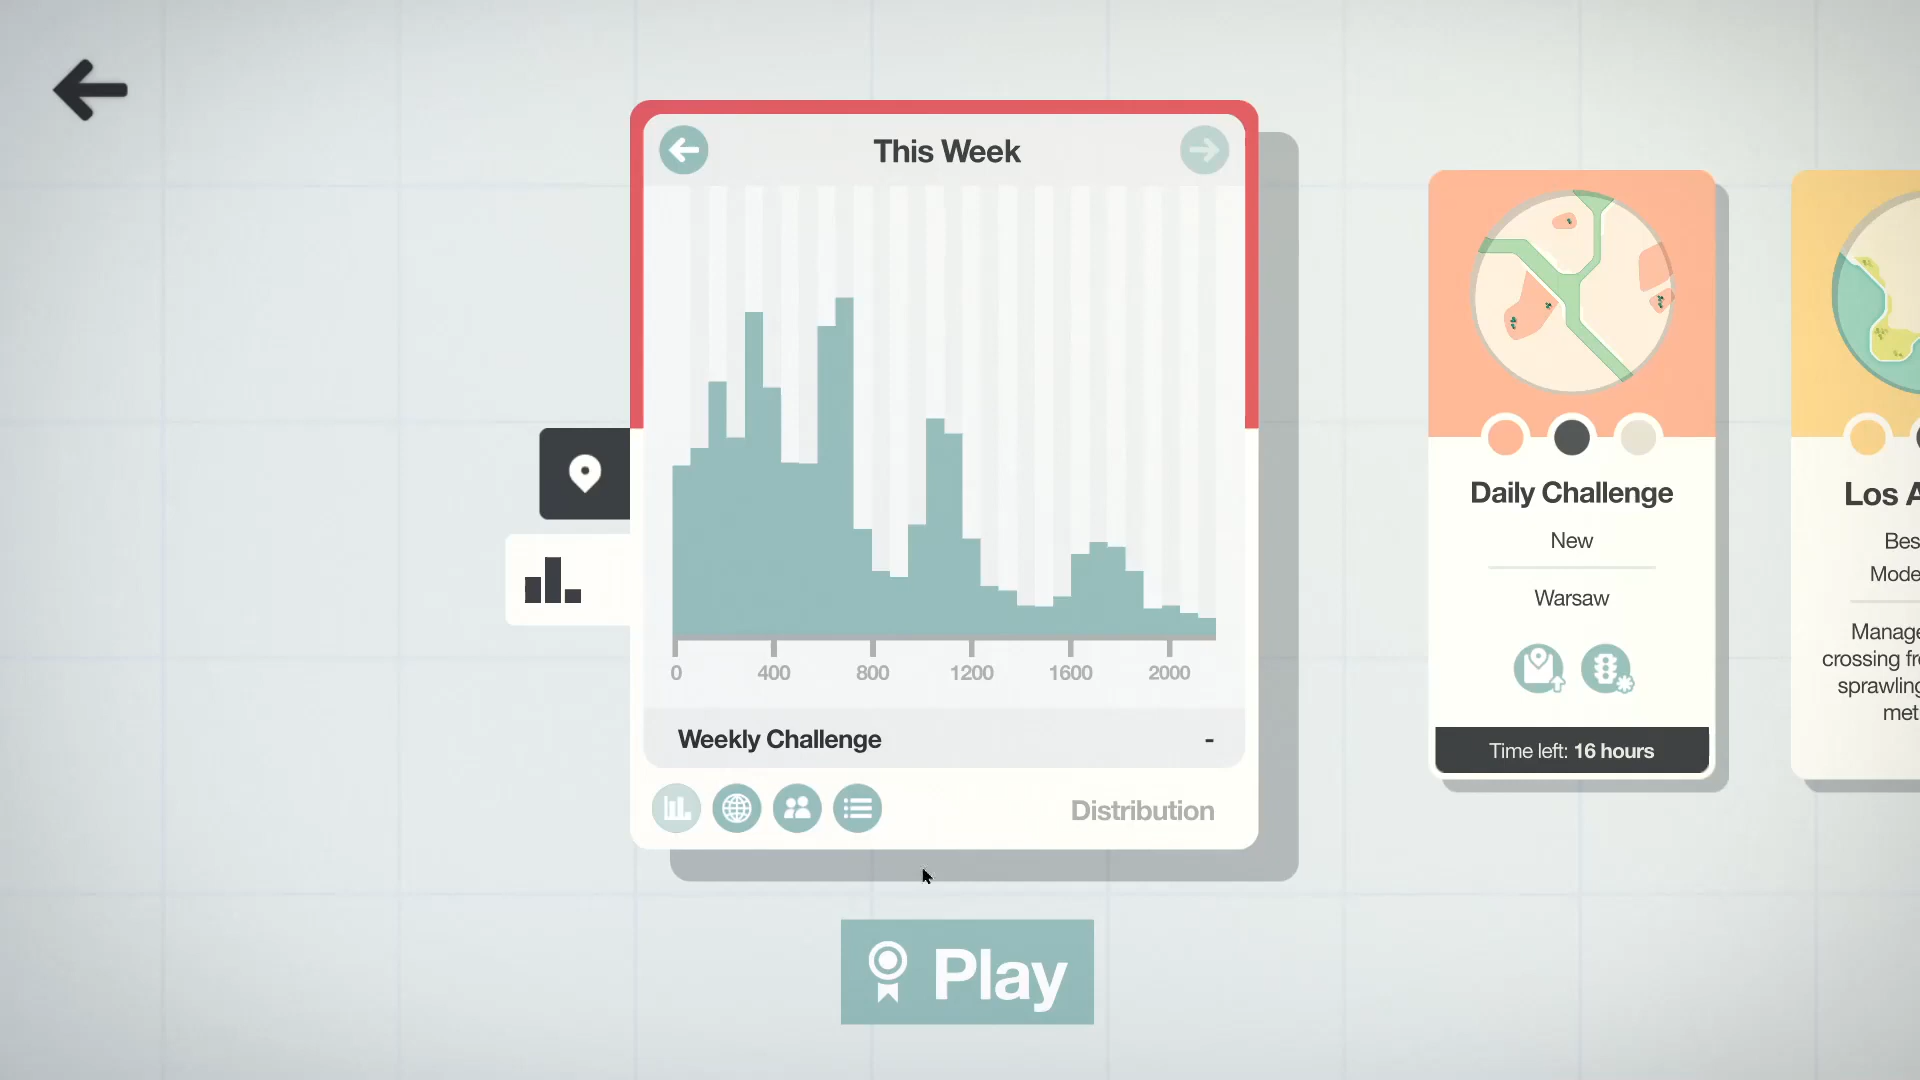 This Week
0 400 800 1200 1600 2000
Weekly Challenge -
Distribution
Play
Daily Challenge
New
Warsaw
Time left: 16 hours
Los A
Bes
Mode
Manage
crossing fr
sprawling
met